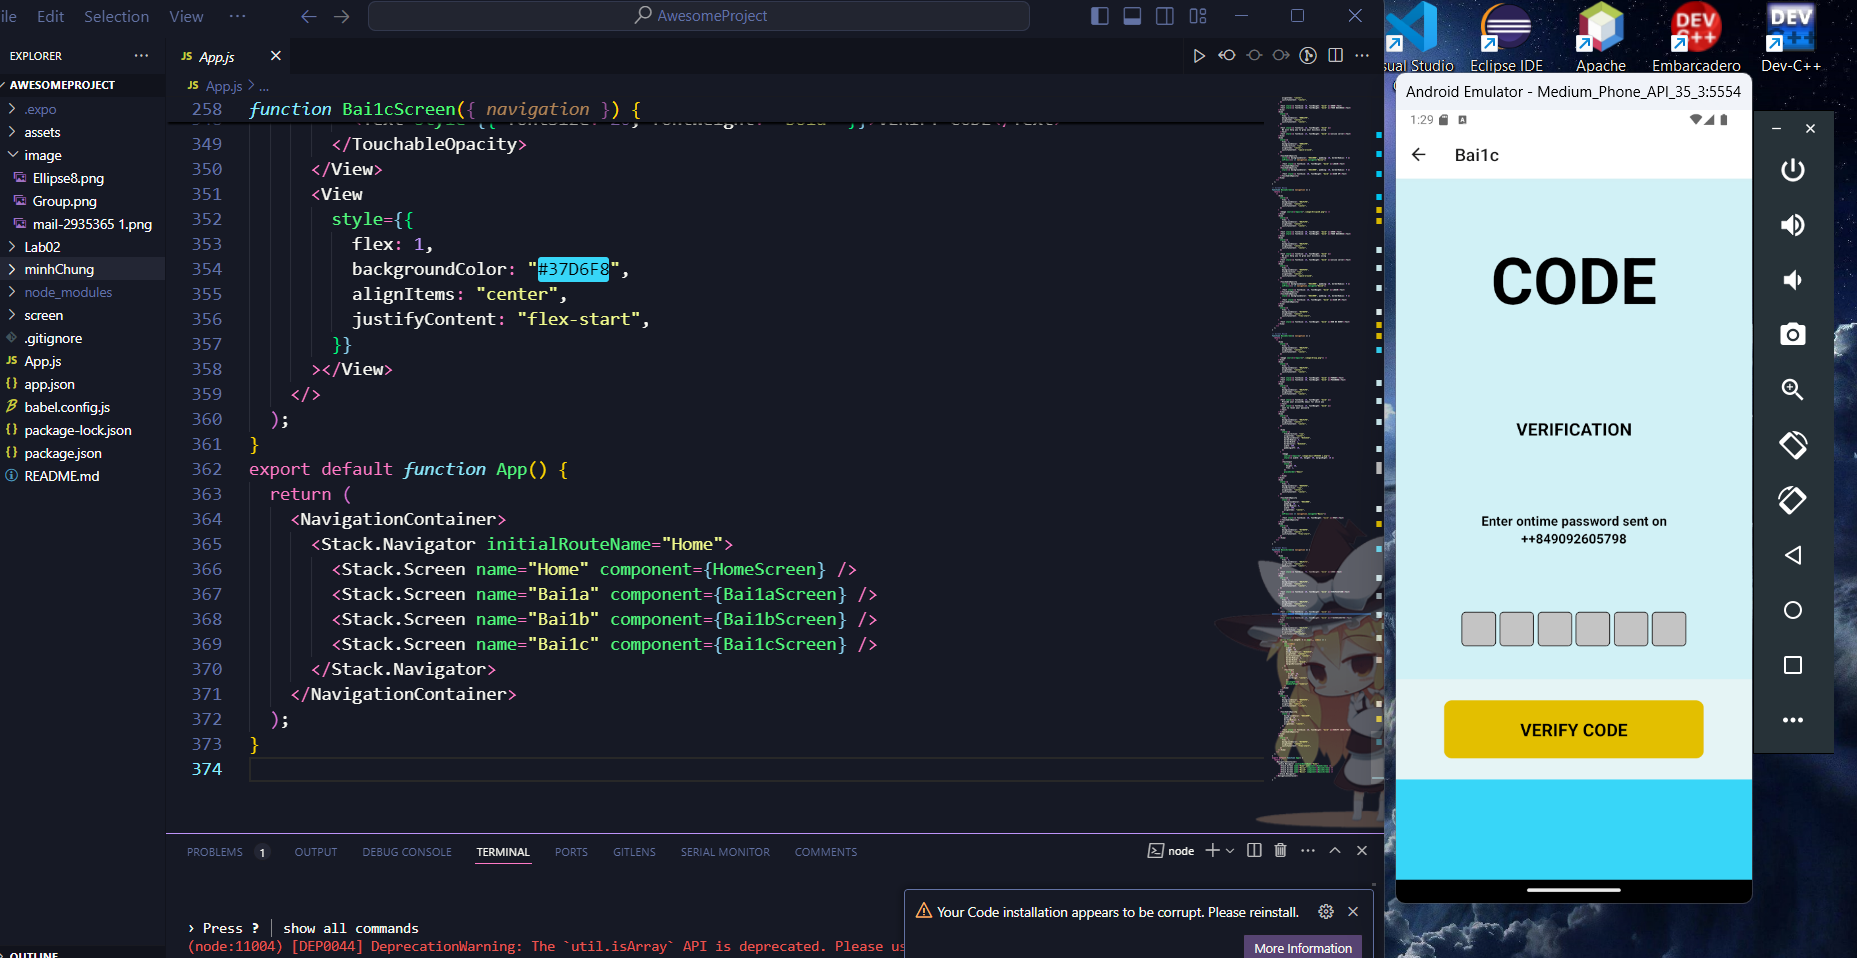 ile Edit Selection View ···
AwesomeProject
EXPLORER ···
AWESOMEPROJECT
.expo
assets
image
Ellipse8.png
Group.png
mail-2935365 1.png
Lab02
minhChung
node_modules
screen
.gitignore
JS App.js
{} app.json
babel.config.js
{} package-lock.json
{} package.json
README.md
OUTLINE
JS App.js
JS App.js > ...
258 function Bai1cScreen({ navigation }) {
349 </TouchableOpacity>
350 </View>
351 <View
352 style={{
353 flex: 1,
354 backgroundColor: "#37D6F8",
355 alignItems: "center",
356 justifyContent: "flex-start",
357 }}
358 ></View>
359 </>
360 );
361 }
362 export default function App() {
363 return (
364 <NavigationContainer>
365 <Stack.Navigator initialRouteName="Home">
366 <Stack.Screen name="Home" component={HomeScreen} />
367 <Stack.Screen name="Bai1a" component={Bai1aScreen} />
368 <Stack.Screen name="Bai1b" component={Bai1bScreen} />
369 <Stack.Screen name="Bai1c" component={Bai1cScreen} />
370 </Stack.Navigator>
371 </NavigationContainer>
372 );
373 }
374
PROBLEMS 1 OUTPUT DEBUG CONSOLE TERMINAL PORTS GITLENS SERIAL MONITOR COMMENTS
node
› Press ? │ show all commands
(node:11004) [DEP0044] DeprecationWarning: The `util.isArray` API is deprecated. Please us
Your Code installation appears to be corrupt. Please reinstall.
More Information
DEV C++
DEV C++
sual Studio Eclipse IDE Apache Embarcadero Dev-C++
Android Emulator - Medium_Phone_API_35_3:5554
1:29
Bai1c
CODE
VERIFICATION
Enter ontime password sent on
++849092605798
VERIFY CODE